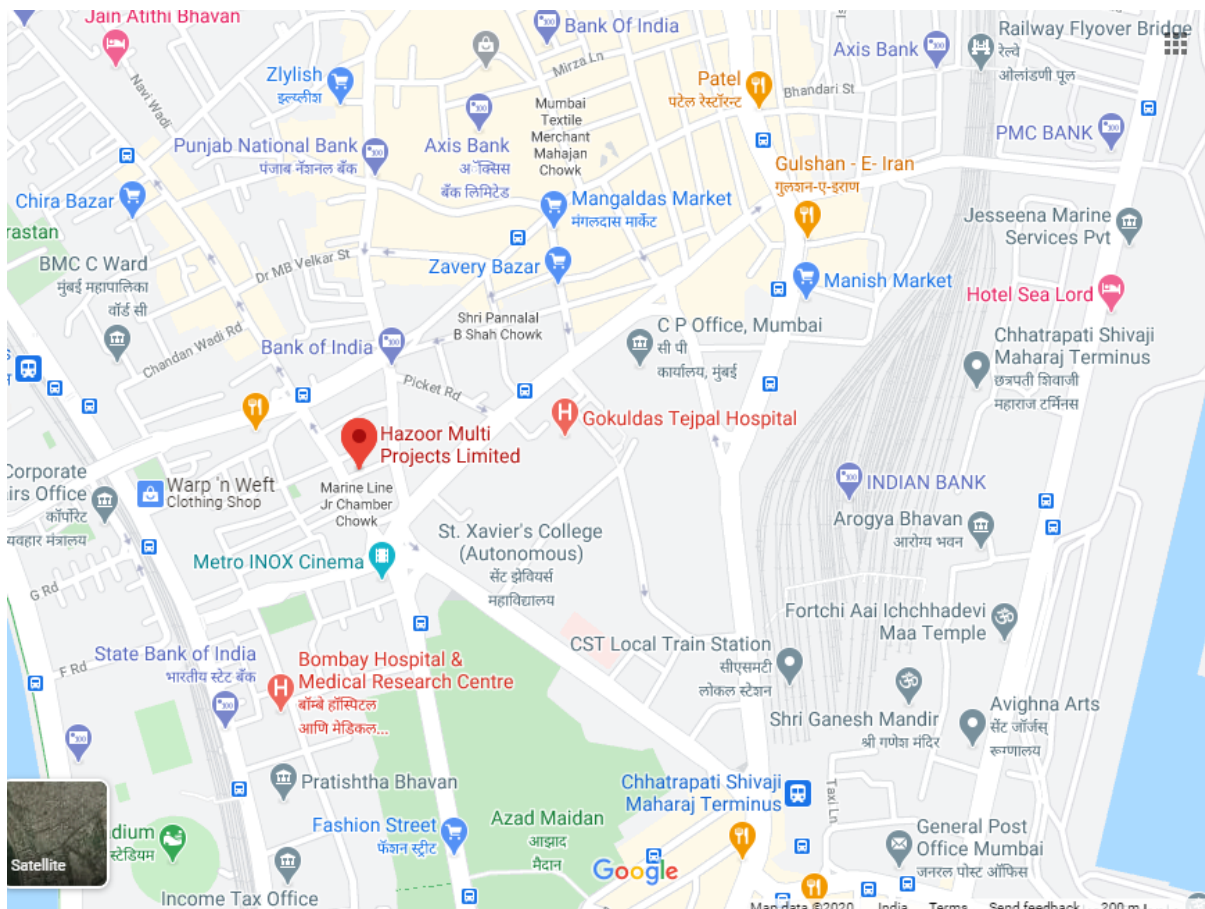 Jain Atithi Bhavan
Bank Of India
Railway Flyover Bridge
रेल्वे
ओलांडणी पूल
Axis Bank
Mirza Ln
Zlylish
झ्ल्यलीश
Patel
पटेल रेस्टॉरन्ट
Bhandari St
Navi Wadi
Mumbai
Textile
Merchant
Mahajan
Chowk
Punjab National Bank
पंजाब नॅशनल बँक
Axis Bank
अ‍ॅक्सिस
बँक लिमिटेड
PMC BANK
Gulshan - E- Iran
गुलशन-ए-इराण
Chira Bazar
Mangaldas Market
मंगलदास मार्केट
Jesseena Marine
Services Pvt
rastan
BMC C Ward
मुंबई महापालिका
वॉर्ड सी
Dr MB Velkar St
Zavery Bazar
Manish Market
Hotel Sea Lord
Shri Pannalal
B Shah Chowk
C P Office, Mumbai
सी पी
कार्यालय, मुंबई
Chandan Wadi Rd
Bank of India
Chhatrapati Shivaji
Maharaj Terminus
छत्रपती शिवाजी
महाराज टर्मिनस
Picket Rd
Gokuldas Tejpal Hospital
Hazoor Multi
Projects Limited
Corporate
irs Office
कॉर्पोरेट
व्यवहार मंत्रालय
Warp 'n Weft
Clothing Shop
Marine Line
Jr Chamber
Chowk
INDIAN BANK
Arogya Bhavan
आरोग्य भवन
St. Xavier's College
(Autonomous)
सेंट झेवियर्स
महाविद्यालय
Metro INOX Cinema
G Rd
Fortchi Aai Ichchhadevi
Maa Temple
CST Local Train Station
सीएसमटी
लोकल स्टेशन
F Rd
State Bank of India
भारतीय स्टेट बँक
Bombay Hospital &
Medical Research Centre
बॉम्बे हॉस्पिटल
आणि मेडिकल...
Shri Ganesh Mandir
श्री गणेश मंदिर
Avighna Arts
सेंट जॉर्जस्
रूग्णालय
Pratishtha Bhavan
Chhatrapati Shivaji
Maharaj Terminus
Taxi Ln
Fashion Street
फॅशन स्ट्रीट
Azad Maidan
आझाद
मैदान
dium
स्टेडियम
Satellite
General Post
Office Mumbai
जनरल पोस्ट ऑफिस
Income Tax Office
Google
Map data ©2020 India Terms Send feedback 200 m